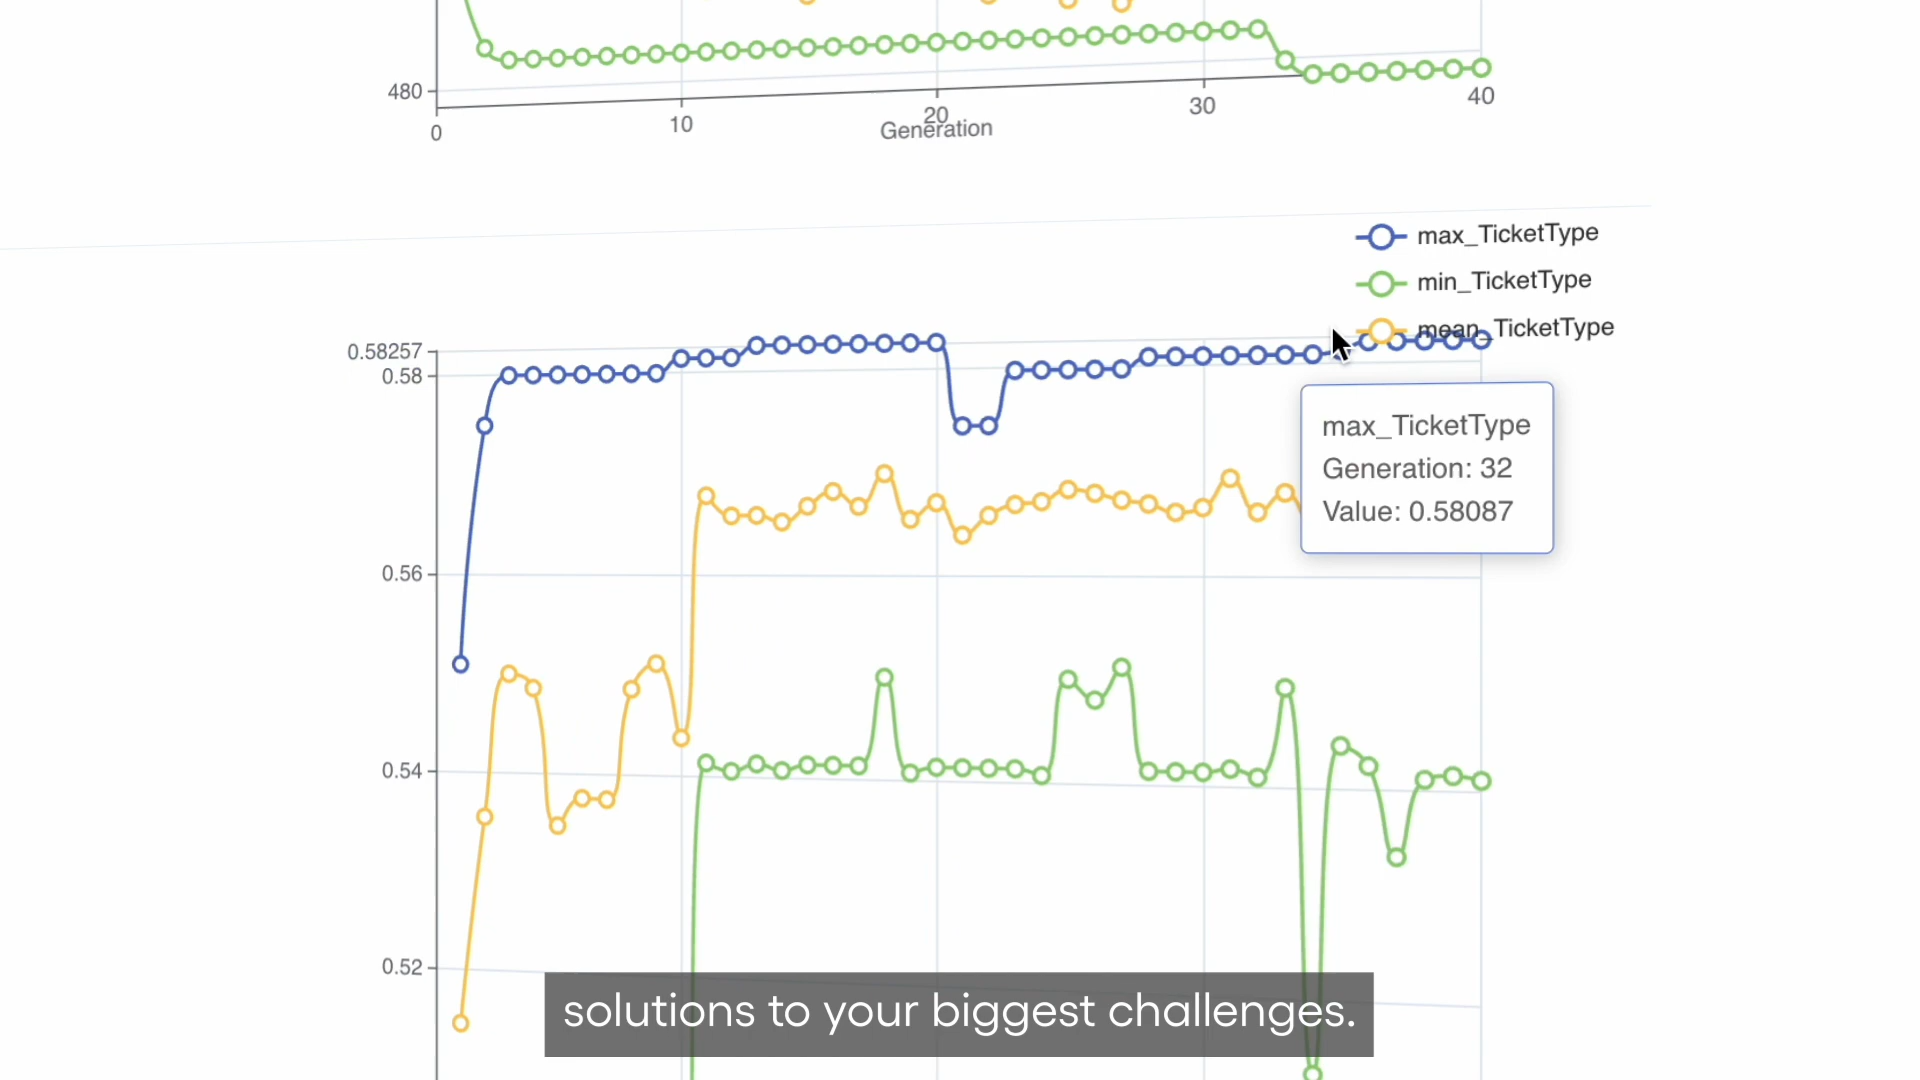 480
0
10
20
30
40
Generation
max_TicketType
min_TicketType
mean_TicketType
0.58257
0.58
0.56
0.54
0.52
max_TicketType
Generation: 32
Value: 0.58087
solutions to your biggest challenges.